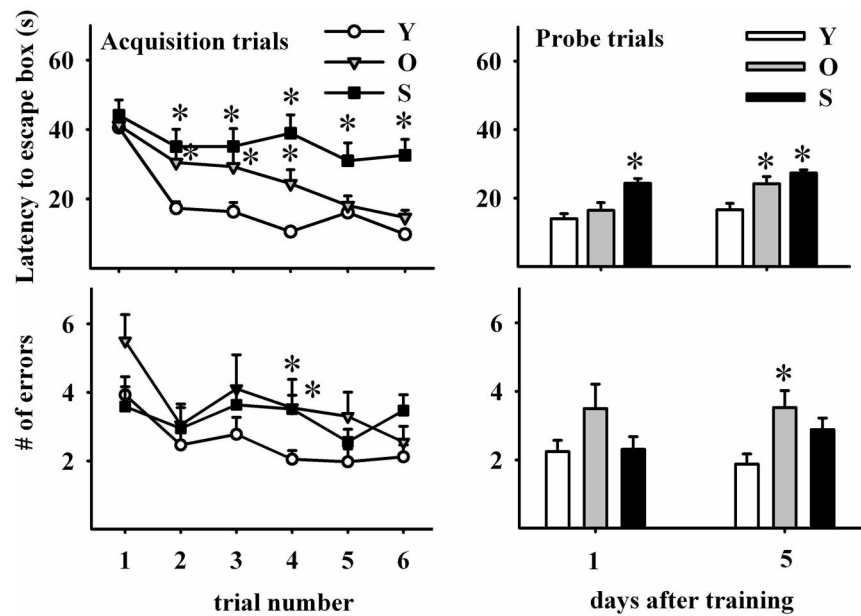 Acquisition trials
Y
O
S
Latency to escape box (s)
60
40
20
*
*
*
*
*
*
*
*
Probe trials
Y
O
S
60
40
20
*
*
*
# of errors
6
4
2
*
*
1 2 3 4 5 6
trial number
6
4
2
*
1 5
days after training